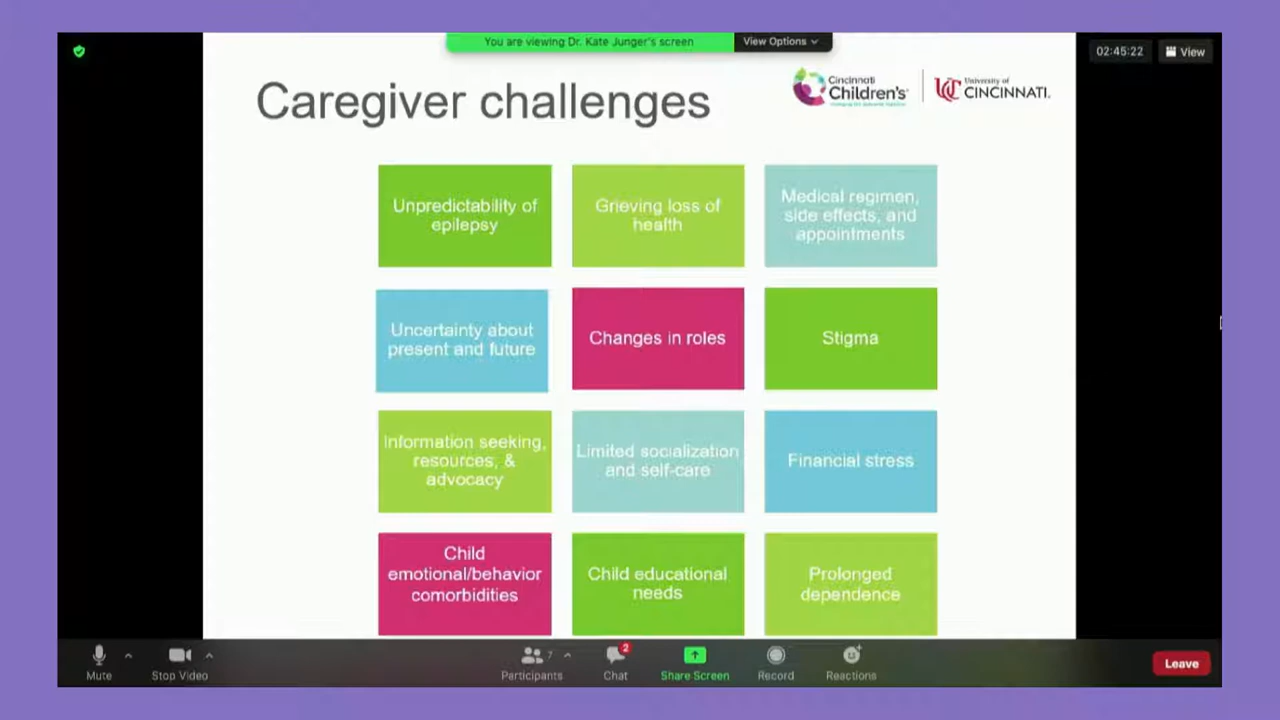 You are viewing Dr. Kate Junger's screen
View Options
02:45:22
View
Caregiver challenges
Cincinnati
Children's
University of
CINCINNATI
Unpredictability of
epilepsy
Grieving loss of
health
Medical regimen,
side effects, and
appointments
Uncertainty about
present and future
Changes in roles
Stigma
Information seeking,
resources, &
advocacy
Limited socialization
and self-care
Financial stress
Child
emotional/behavior
comorbidities
Child educational
needs
Prolonged
dependence
Mute
Stop Video
Participants
7
Chat
2
Share Screen
Record
Reactions
Leave